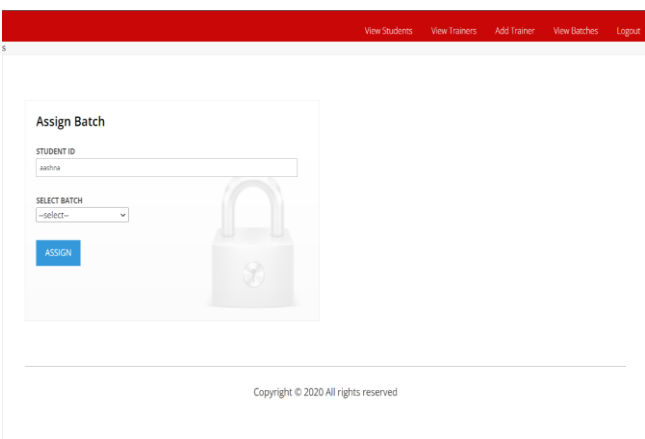 View Students View Trainers Add Trainer View Batches Logout
s
Assign Batch
STUDENT ID
aashna
SELECT BATCH
--select--
ASSIGN
Copyright © 2020 All rights reserved